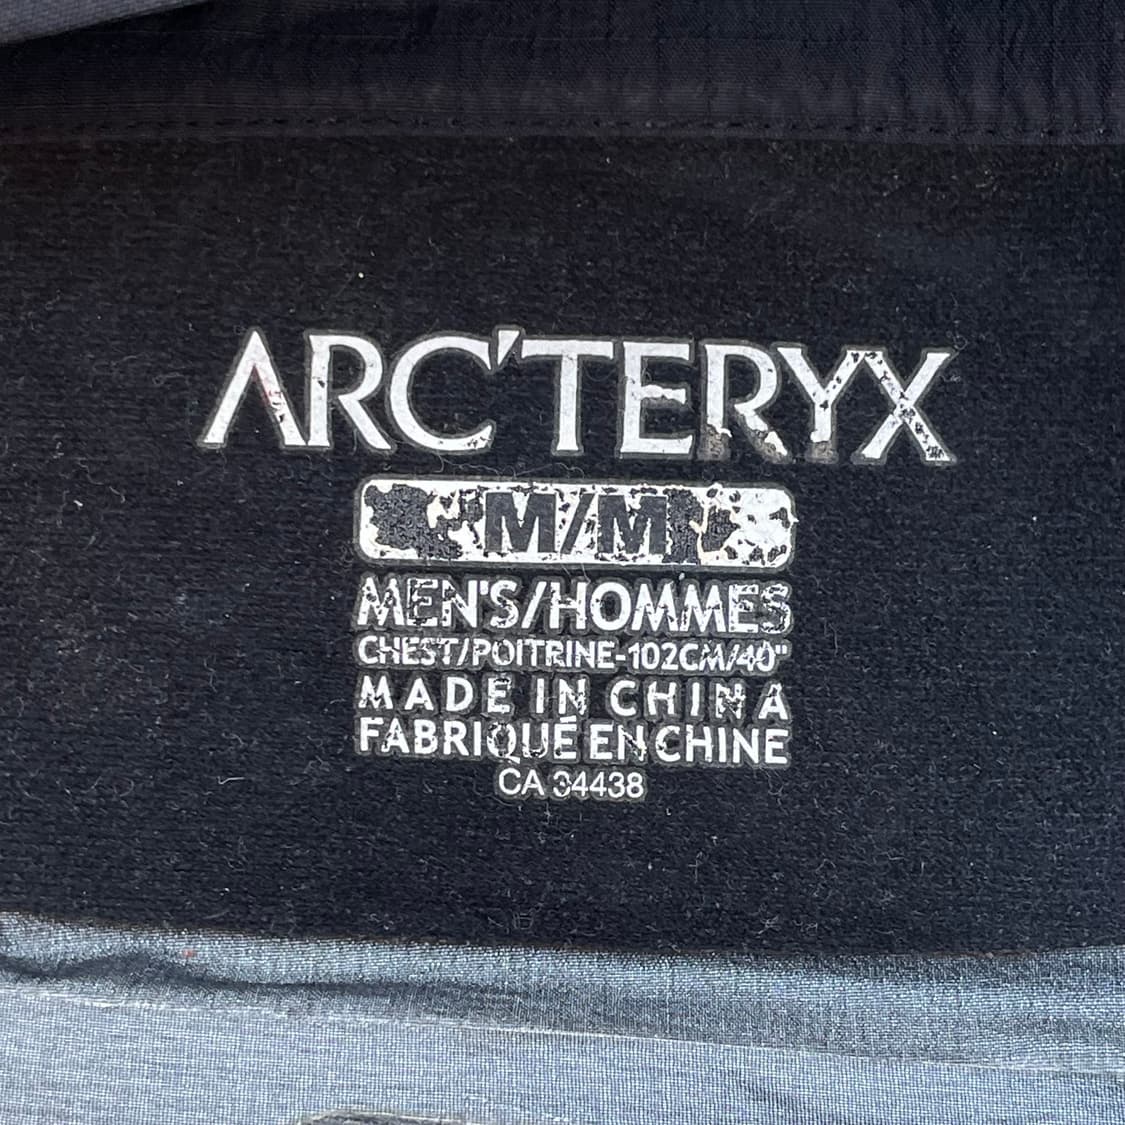 ARC'TERYX
M/M
MEN'S/HOMMES
CHEST/POITRINE-102CM/40"
MADE IN CHINA
FABRIQUÉ EN CHINE
CA 34438